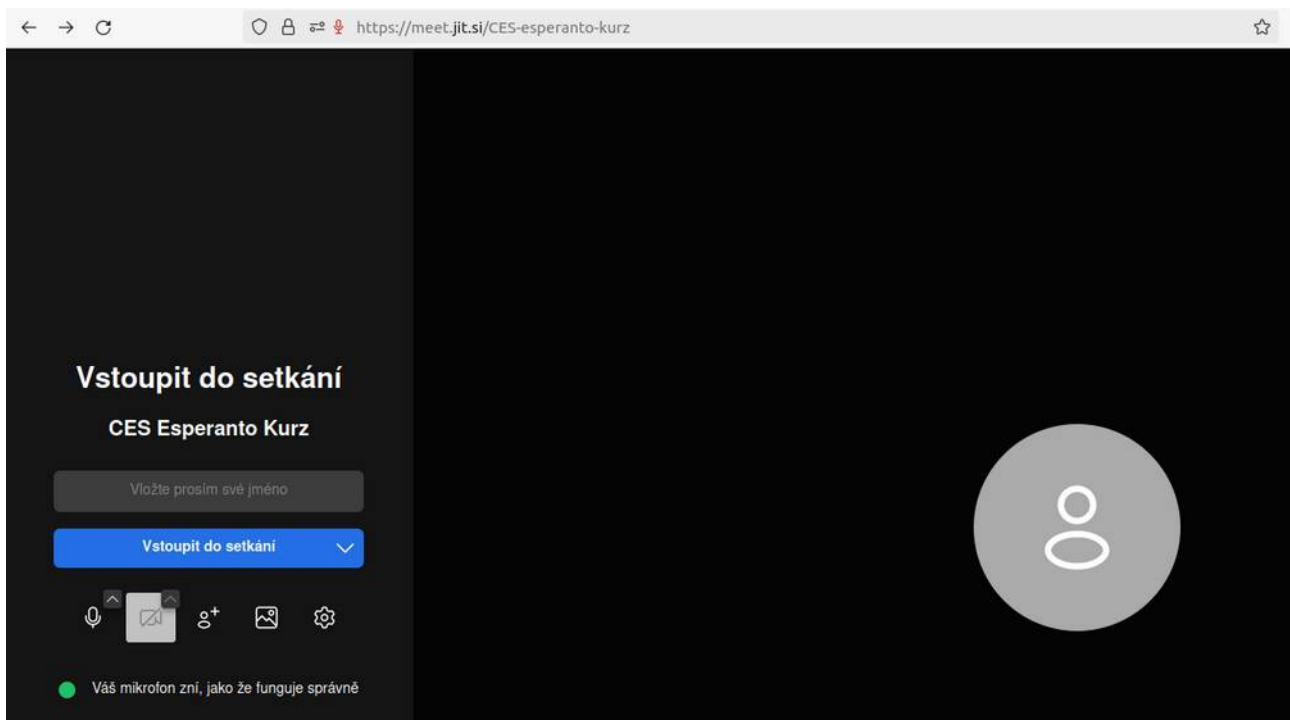 https://meet.jit.si/CES-esperanto-kurz
Vstoupit do setkání
CES Esperanto Kurz
Vložte prosím své jméno
Vstoupit do setkání
Váš mikrofon zní, jako že funguje správně